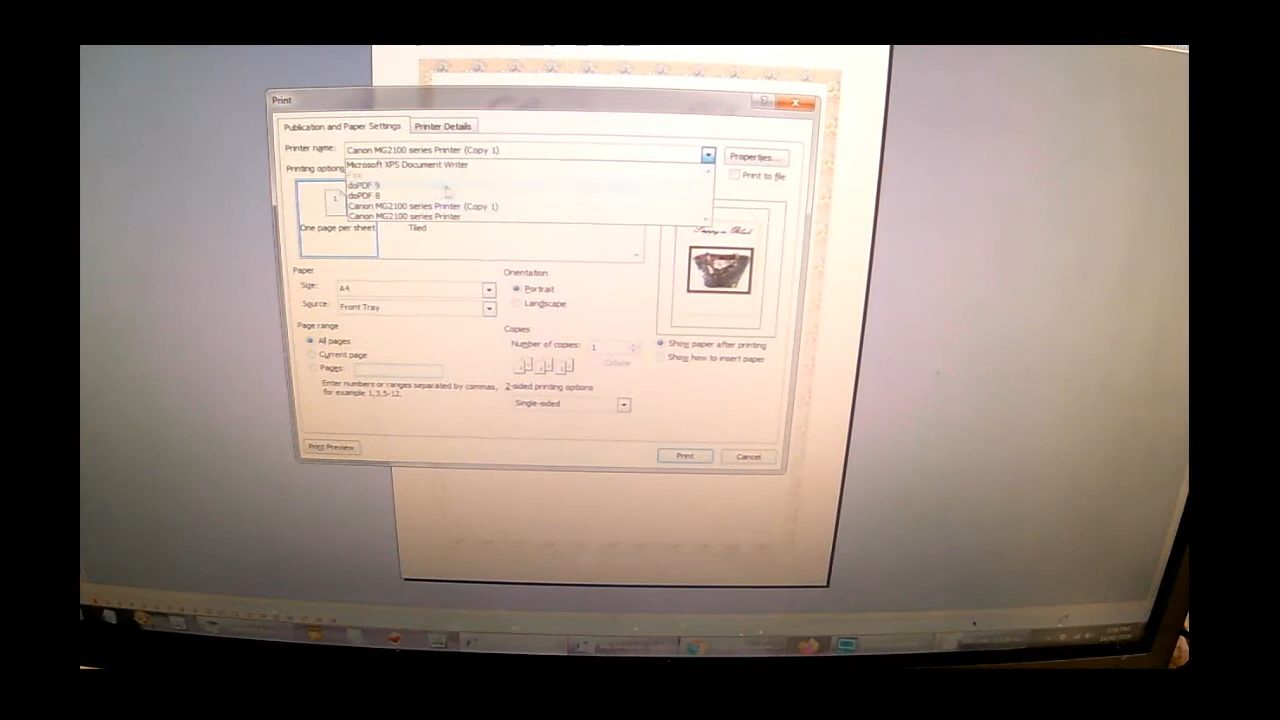 Print
Publication and Paper Settings
Printer Details
Printer name:
Canon MG2100 series Printer (Copy 1)
Properties...
Microsoft XPS Document Writer
Fax
Print to file
Printing options
doPDF 9
doPDF 8
Canon MG2100 series Printer (Copy 1)
Canon MG2100 series Printer
One page per sheet
Tiled
Paper
Size:
A4
Source:
Front Tray
Orientation
Portrait
Landscape
Page range
All pages
Current page
Pages:
Enter numbers or ranges separated by commas,
for example 1,3,5-12,
Copies
Number of copies:
1
Collate
2-sided printing options
Single-sided
Show paper after printing
Show how to insert paper
Print Preview
Print
Cancel